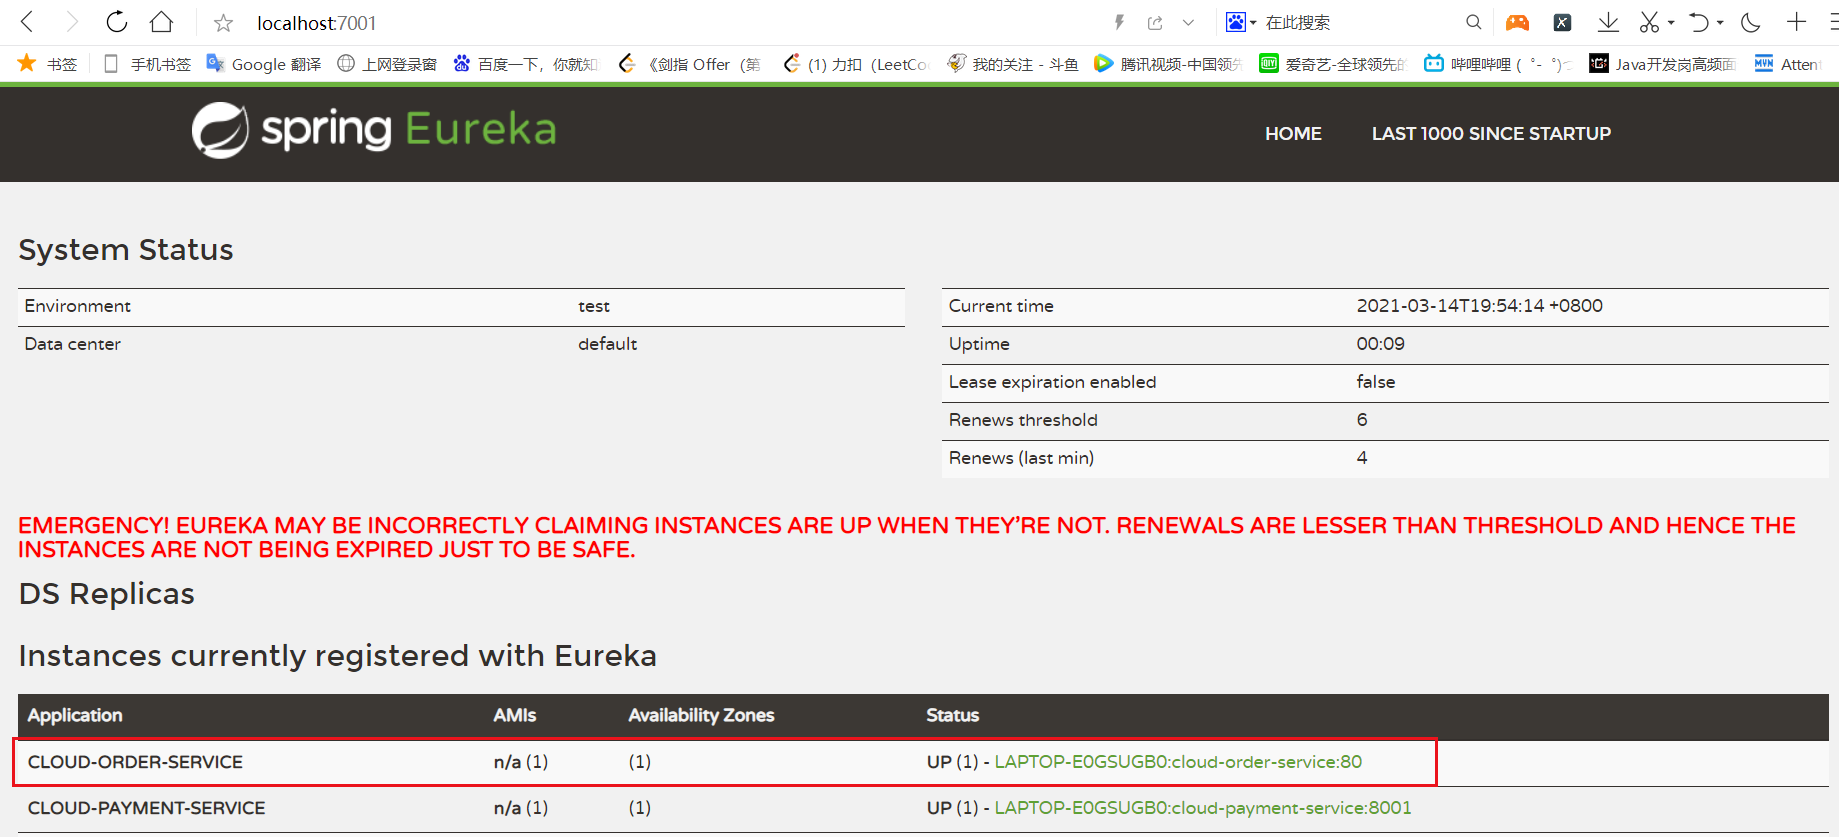 localhost:7001 在此搜索
书签 手机书签 Google 翻译 上网登录窗 百度一下，你就知 《剑指 Offer（第 (1) 力扣（LeetCo 我的关注 - 斗鱼 腾讯视频-中国领先 爱奇艺-全球领先的 哔哩哔哩 ( ゜- ゜)つ Java开发岗高频面 Atten
spring Eureka HOME LAST 1000 SINCE STARTUP
System Status
Environment test Current time 2021-03-14T19:54:14 +0800
Data center default Uptime 00:09
Lease expiration enabled false
Renews threshold 6
Renews (last min) 4
EMERGENCY! EUREKA MAY BE INCORRECTLY CLAIMING INSTANCES ARE UP WHEN THEY'RE NOT. RENEWALS ARE LESSER THAN THRESHOLD AND HENCE THE
INSTANCES ARE NOT BEING EXPIRED JUST TO BE SAFE.
DS Replicas
Instances currently registered with Eureka
Application AMIs Availability Zones Status
CLOUD-ORDER-SERVICE n/a (1) (1) UP (1) - LAPTOP-E0GSUGB0:cloud-order-service:80
CLOUD-PAYMENT-SERVICE n/a (1) (1) UP (1) - LAPTOP-E0GSUGB0:cloud-payment-service:8001